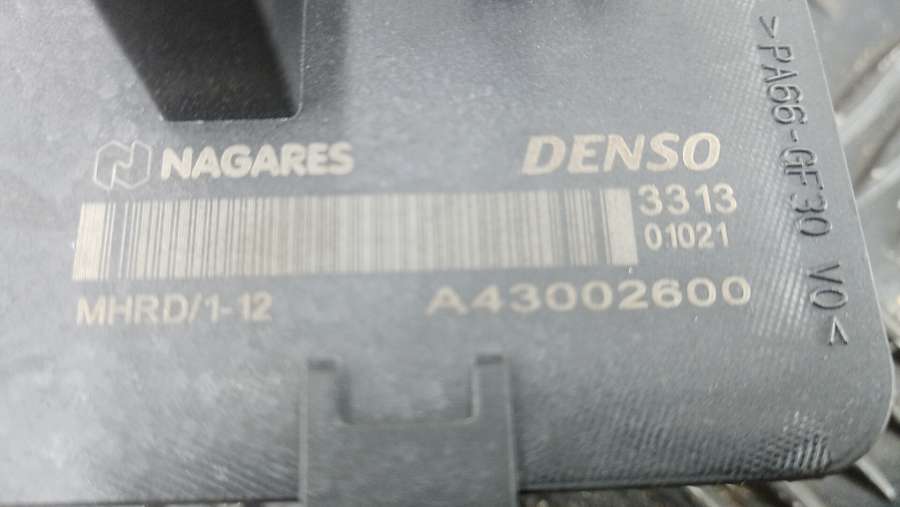 NAGARES DENSO
3313
01021
MHRD/1-12 A43002600
>PA66-GF30 V0<